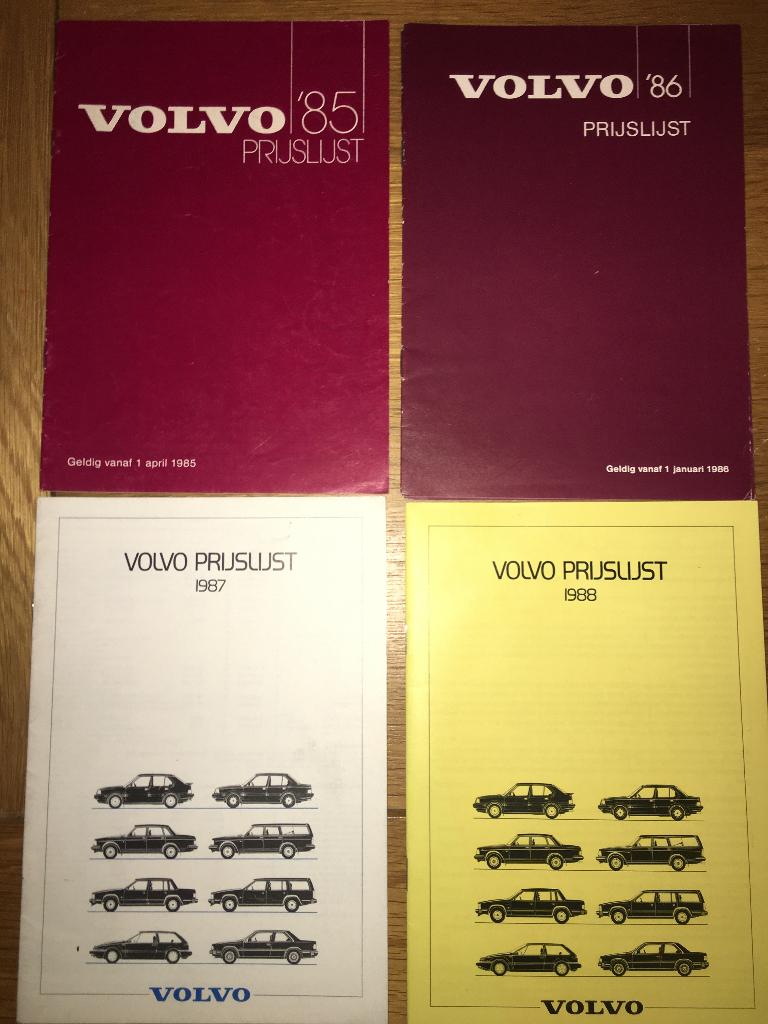 VOLVO '85
PRIJSLIJST
Geldig vanaf 1 april 1985
VOLVO '86
PRIJSLIJST
Geldig vanaf 1 januari 1986
VOLVO PRIJSLIJST
1987
VOLVO
VOLVO PRIJSLIJST
1988
VOLVO